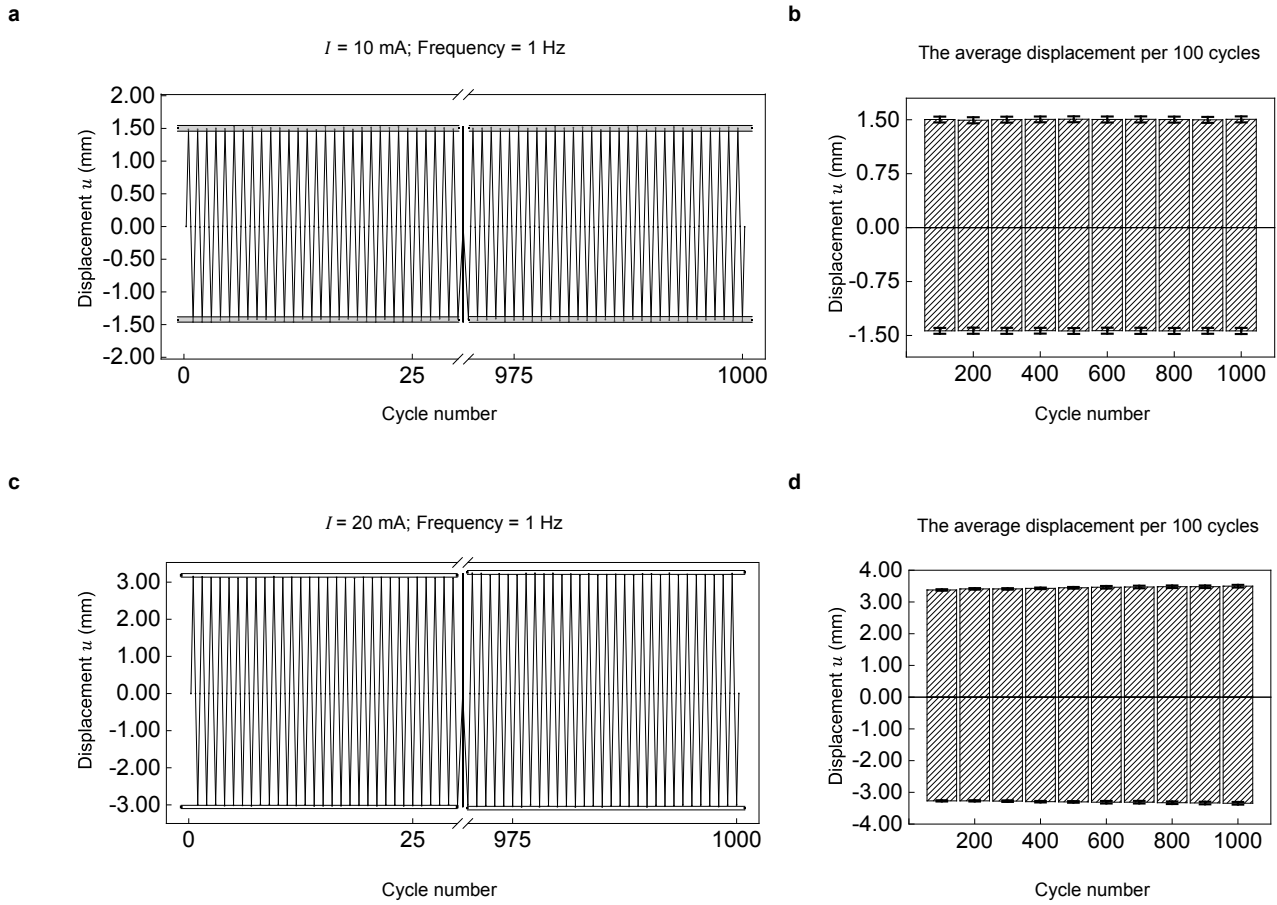 a
I = 10 mA; Frequency = 1 Hz
Displacement u (mm)
2.00
1.50
1.00
0.50
0.00
-0.50
-1.00
-1.50
-2.00
0 25 975 1000
Cycle number
b
The average displacement per 100 cycles
Displacement u (mm)
1.50
0.75
0.00
-0.75
-1.50
200 400 600 800 1000
Cycle number
c
I = 20 mA; Frequency = 1 Hz
Displacement u (mm)
3.00
2.00
1.00
0.00
-1.00
-2.00
-3.00
0 25 975 1000
Cycle number
d
The average displacement per 100 cycles
Displacement u (mm)
4.00
3.00
2.00
1.00
0.00
-1.00
-2.00
-3.00
-4.00
200 400 600 800 1000
Cycle number